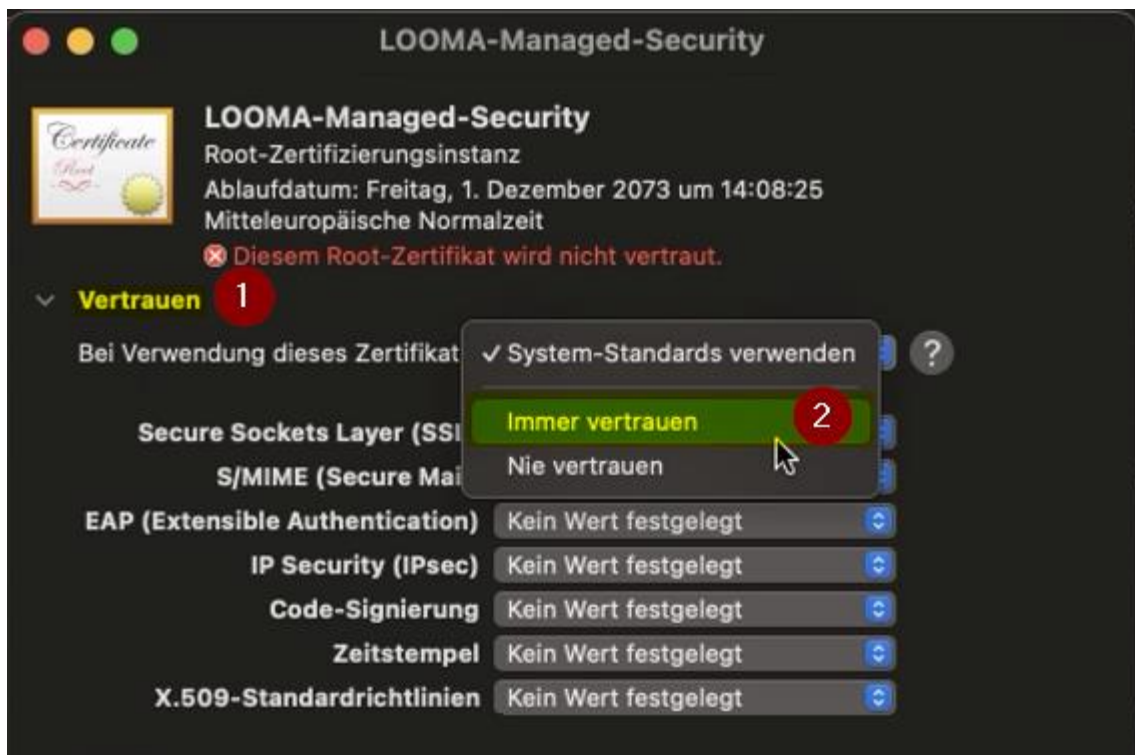 LOOMA-Managed-Security
Certificate
Root
LOOMA-Managed-Security
Root-Zertifizierungsinstanz
Ablaufdatum: Freitag, 1. Dezember 2073 um 14:08:25
Mitteleuropäische Normalzeit
Diesem Root-Zertifikat wird nicht vertraut.
Vertrauen 1
Bei Verwendung dieses Zertifikat ✓ System-Standards verwenden ?
Immer vertrauen 2
Secure Sockets Layer (SSL
Nie vertrauen
S/MIME (Secure Mai
EAP (Extensible Authentication) Kein Wert festgelegt
IP Security (IPsec) Kein Wert festgelegt
Code-Signierung Kein Wert festgelegt
Zeitstempel Kein Wert festgelegt
X.509-Standardrichtlinien Kein Wert festgelegt